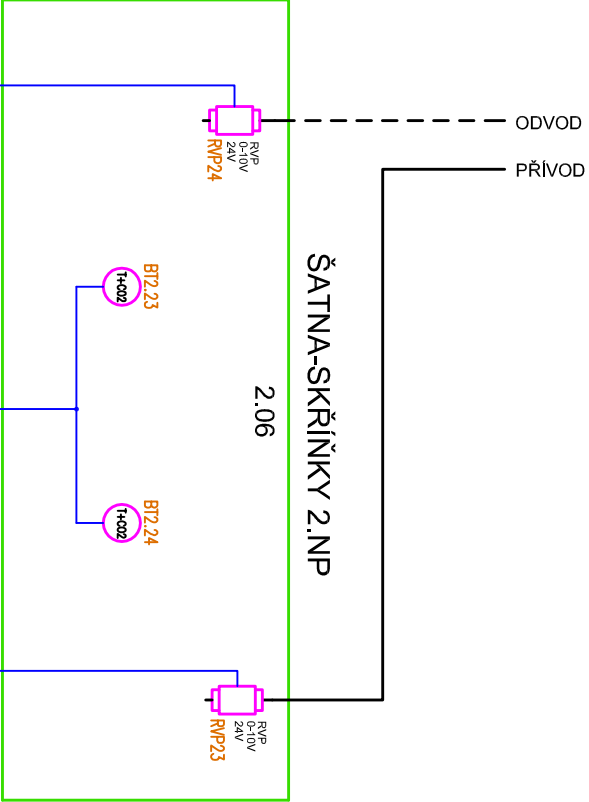 ODVOD
PŘÍVOD
ŠATNA-SKŘÍŇKY 2.NP
2.06
RVP
0-10V
24V
RVP24
BT2.23
T+CO2
BT2.24
T+CO2
RVP
0-10V
24V
RVP23